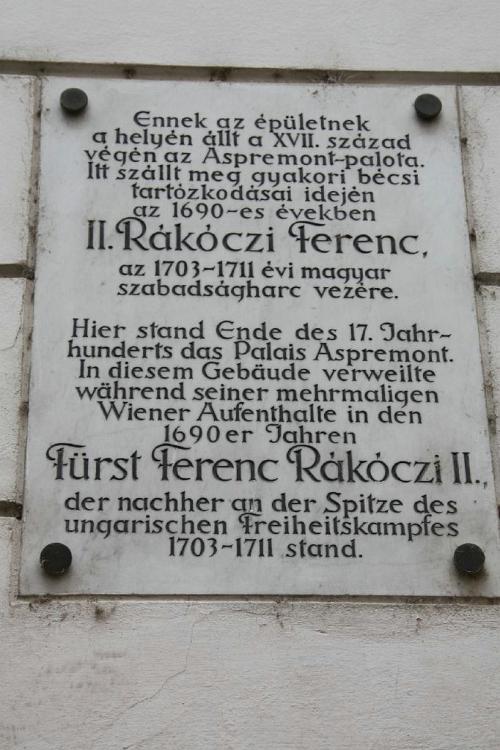 Ennek az épületnek
a helyén állt a XVII. század
végén az Aspremont-palota.
Itt szállt meg gyakori bécsi
tartózkodásai idején
az 1690-es években
II. Rákóczi Ferenc,
az 1703-1711 évi magyar
szabadságharc vezére.
Hier stand Ende des 17. Jahr-
hunderts das Palais Aspremont.
In diesem Gebäude verweilte
während seiner mehrmaligen
Wiener Aufenthalte in den
1690er Jahren
Fürst Ferenc Rákóczi II.,
der nachher an der Spitze des
ungarischen Freiheitskampfes
1703-1711 stand.